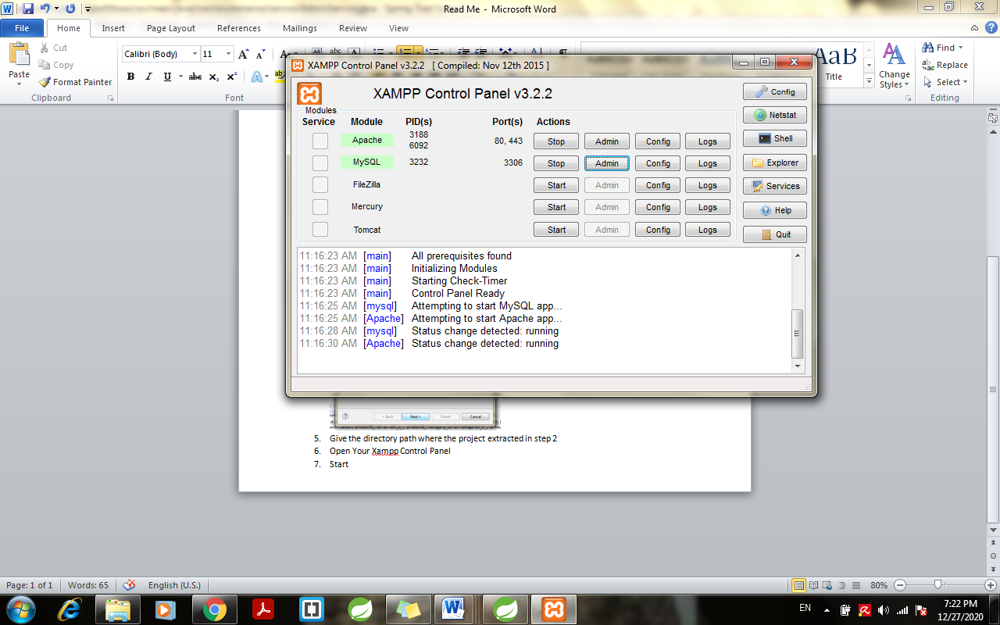 Read Me - Microsoft Word
File Home Insert Page Layout References Mailings Review View
Paste
Cut
Copy
Format Painter
Clipboard
Calibri (Body) 11
B I U abc X2 X2 A
Font
AaB
Title
Change
Styles
Find
Replace
Select
Editing
XAMPP Control Panel v3.2.2 [ Compiled: Nov 12th 2015 ]
XAMPP Control Panel v3.2.2
Modules
Service Module PID(s) Port(s) Actions
Apache 3188
6092 80, 443 Stop Admin Config Logs
MySQL 3232 3306 Stop Admin Config Logs
FileZilla Start Admin Config Logs
Mercury Start Admin Config Logs
Tomcat Start Admin Config Logs
Config
Netstat
Shell
Explorer
Services
Help
Quit
11:16:23 AM [main] All prerequisites found
11:16:23 AM [main] Initializing Modules
11:16:23 AM [main] Starting Check-Timer
11:16:23 AM [main] Control Panel Ready
11:16:25 AM [mysql] Attempting to start MySQL app...
11:16:25 AM [Apache] Attempting to start Apache app...
11:16:28 AM [mysql] Status change detected: running
11:16:30 AM [Apache] Status change detected: running
< Back Next > Finish Cancel
5. Give the directory path where the project extracted in step 2
6. Open Your Xampp Control Panel
7. Start
Page: 1 of 1 Words: 65 English (U.S.) 80%
EN 7:22 PM
12/27/2020